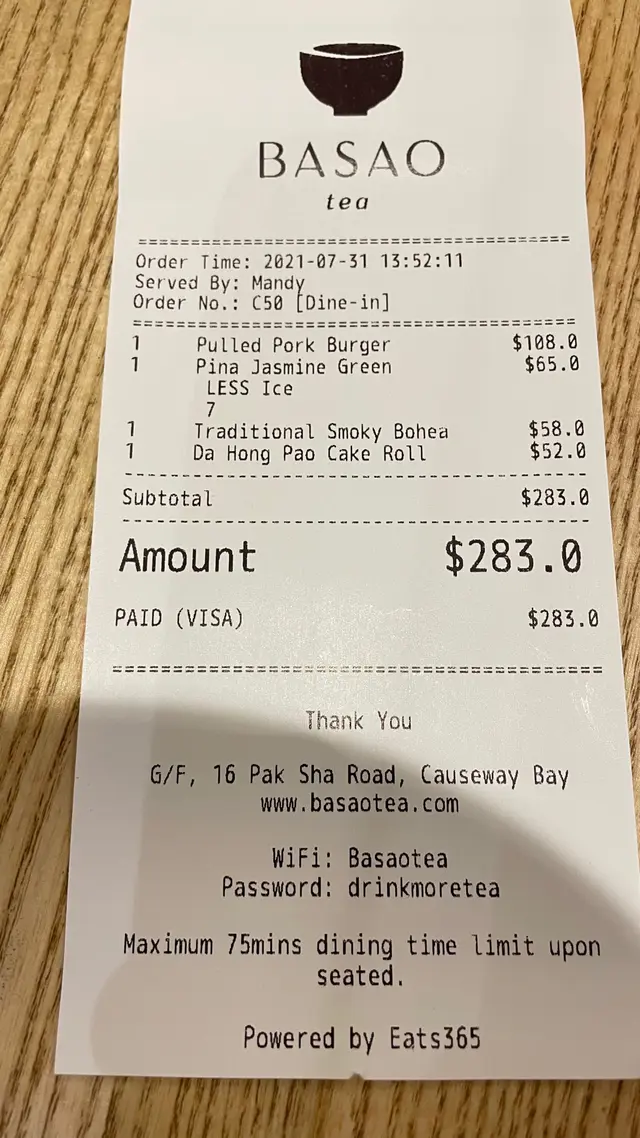 BASAO
tea
========================================
Order Time: 2021-07-31 13:52:11
Served By: Mandy
Order No.: C50 [Dine-in]
========================================
1 Pulled Pork Burger $108.0
1 Pina Jasmine Green $65.0
LESS Ice
7
1 Traditional Smoky Bohea $58.0
1 Da Hong Pao Cake Roll $52.0
----------------------------------------
Subtotal $283.0
----------------------------------------
Amount $283.0
PAID (VISA) $283.0
========================================
Thank You
G/F, 16 Pak Sha Road, Causeway Bay
www.basaotea.com
WiFi: Basaotea
Password: drinkmoretea
Maximum 75mins dining time limit upon
seated.
Powered by Eats365